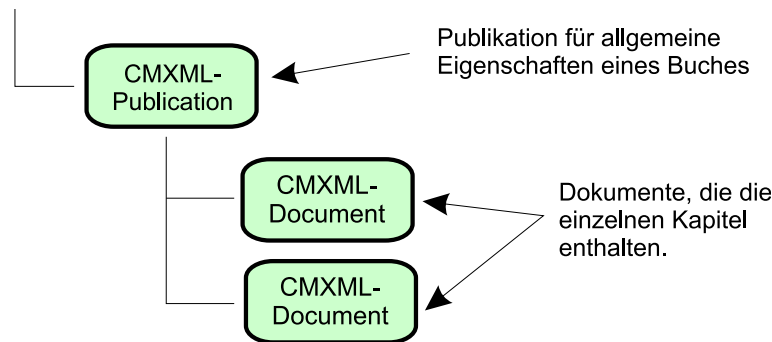 Publikation für allgemeine
Eigenschaften eines Buches
CMXML-
Publication
CMXML-
Document
Dokumente, die die
einzelnen Kapitel
enthalten.
CMXML-
Document